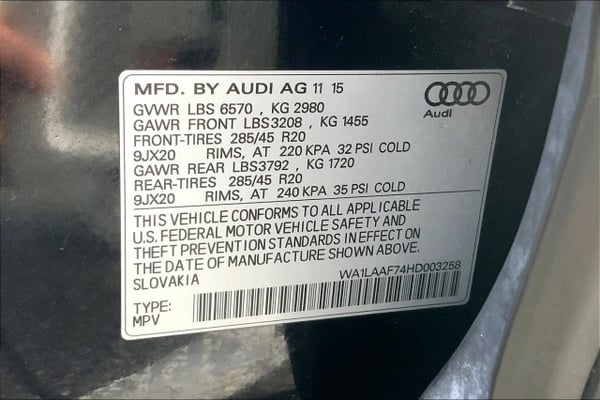 MFD. BY AUDI AG 11 15
Audi
GVWR LBS 6570 , KG 2980
GAWR FRONT LBS3208 , KG 1455
FRONT-TIRES 285/45 R20
9JX20 RIMS, AT 220 KPA 32 PSI COLD
GAWR REAR LBS3792 , KG 1720
REAR-TIRES 285/45 R20
9JX20 RIMS, AT 240 KPA 35 PSI COLD
THIS VEHICLE CONFORMS TO ALL APPLICABLE
U.S. FEDERAL MOTOR VEHICLE SAFETY AND
THEFT PREVENTION STANDARDS IN EFFECT ON
THE DATE OF MANUFACTURE SHOWN ABOVE.
SLOVAKIA WA1LAAF74HD003258
TYPE:
MPV